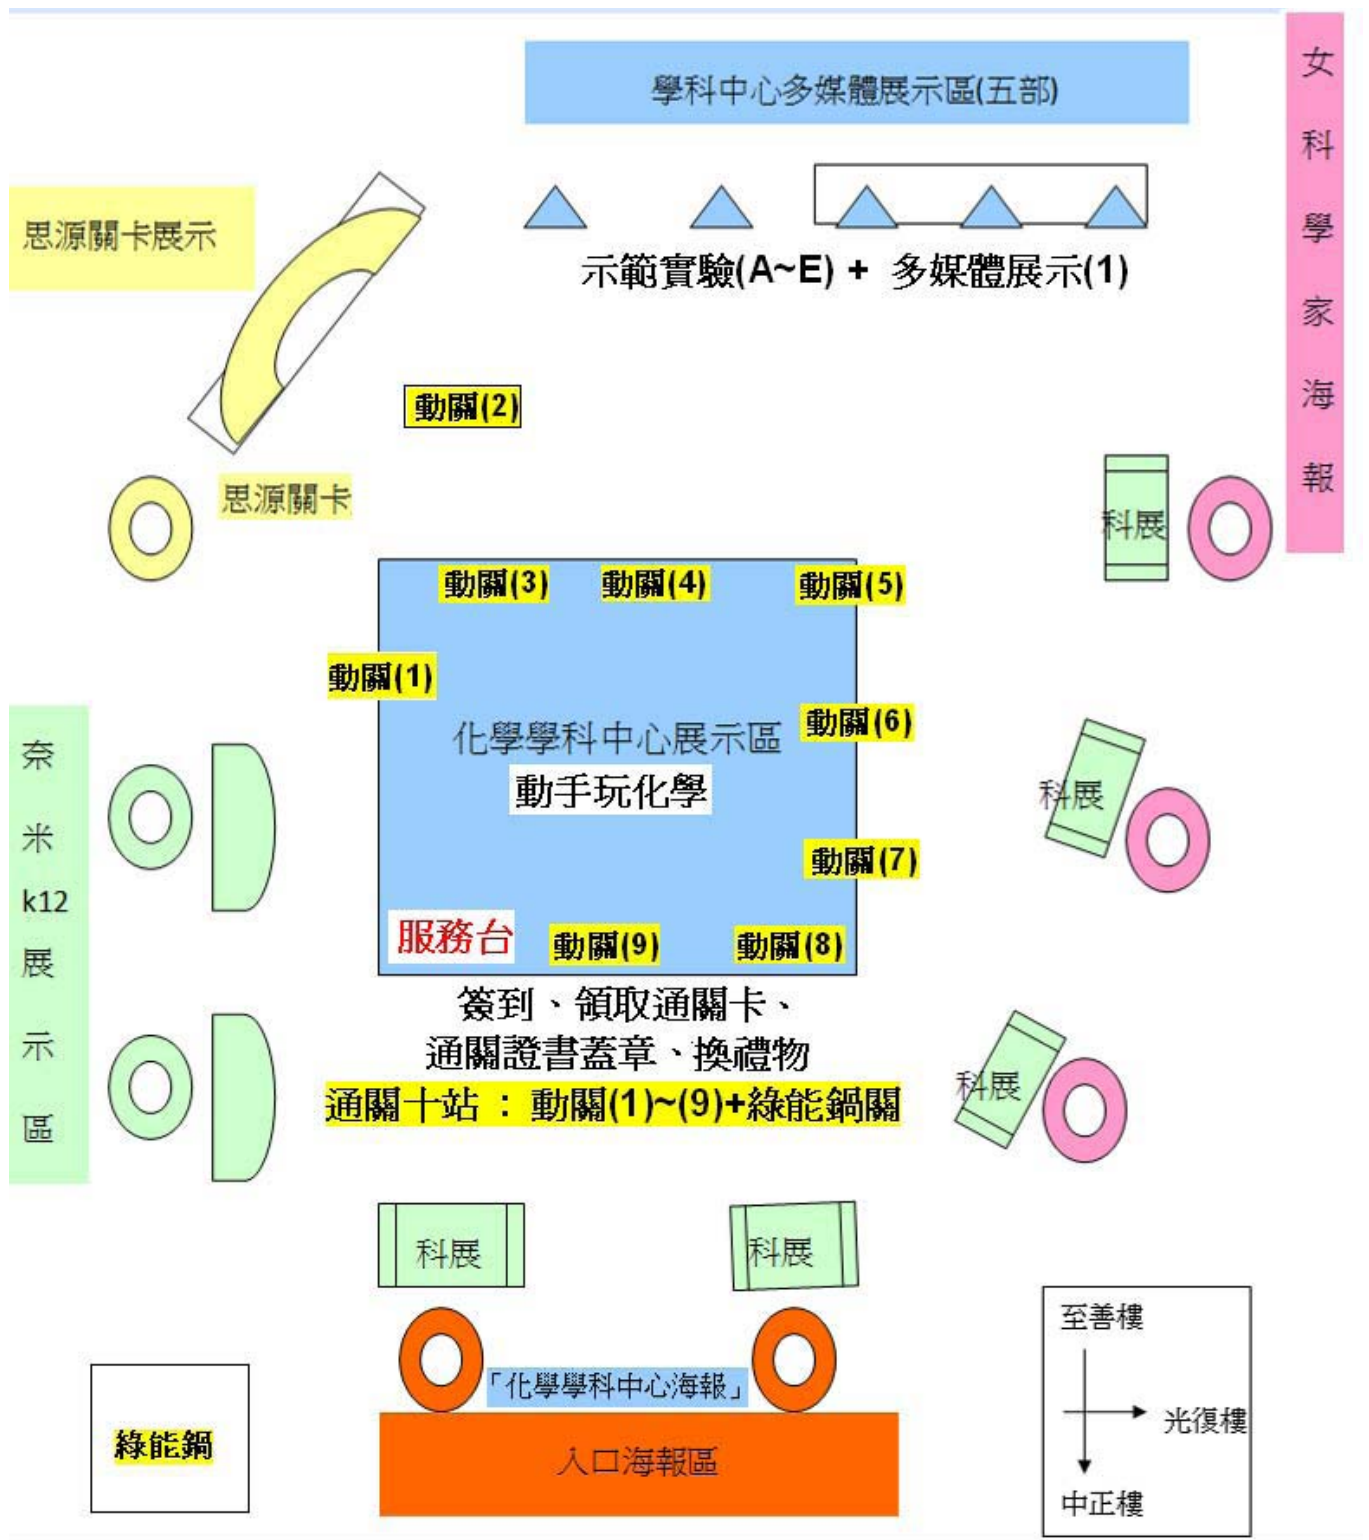 學科中心多媒體展示區(五部)
女科學家海報
思源關卡展示
示範實驗(A~E) + 多媒體展示(1)
動關(2)
思源關卡
科展
動關(3)
動關(4)
動關(5)
動關(1)
化學學科中心展示區
動手玩化學
動關(6)
科展
奈米k12展示區
動關(7)
服務台
動關(9)
動關(8)
簽到、領取通關卡、
通關證書蓋章、換禮物
通關十站 : 動關(1)~(9)+綠能鍋關
科展
科展
科展
至善樓
光復樓
中正樓
「化學學科中心海報」
綠能鍋
入口海報區